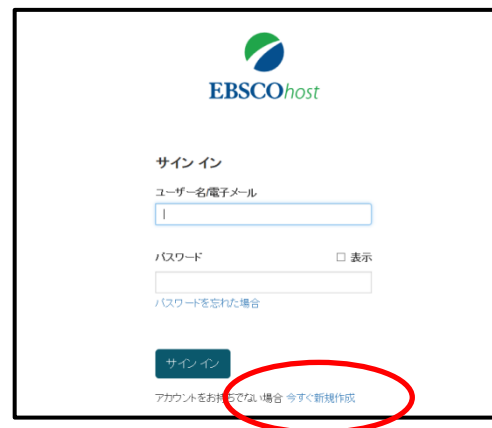 EBSCOhost
サイン イン
ユーザー名/電子メール
パスワード □ 表示
パスワードを忘れた場合
サイン イン
アカウントをお持ちでない場合 今すぐ新規作成